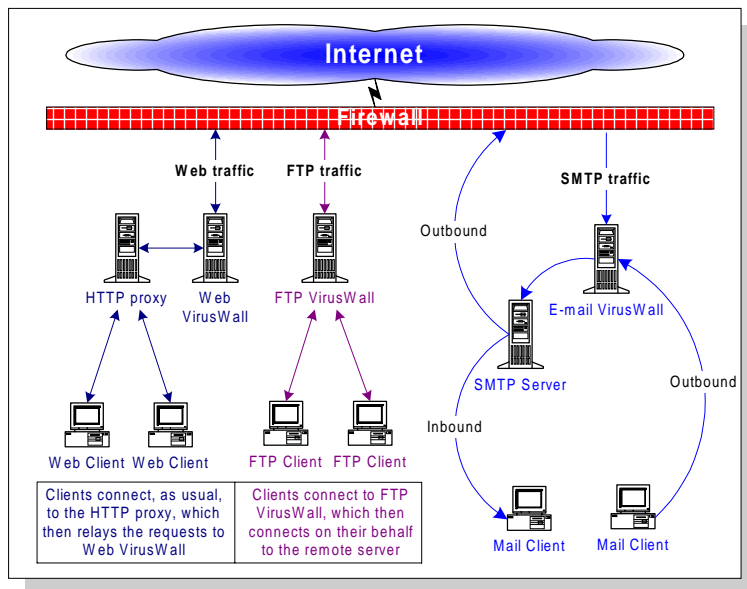 Internet
Firewall
Web traffic
FTP traffic
SMTP traffic
Outbound
HTTP proxy
Web
VirusWall
FTP VirusWall
E-mail VirusWall
SMTP Server
Outbound
Inbound
Web Client
Web Client
FTP Client
FTP Client
Clients connect, as usual,
to the HTTP proxy, which
then relays the requests to
Web VirusWall
Clients connect to FTP
VirusWall, which then
connects on their behalf
to the remote server
Mail Client
Mail Client